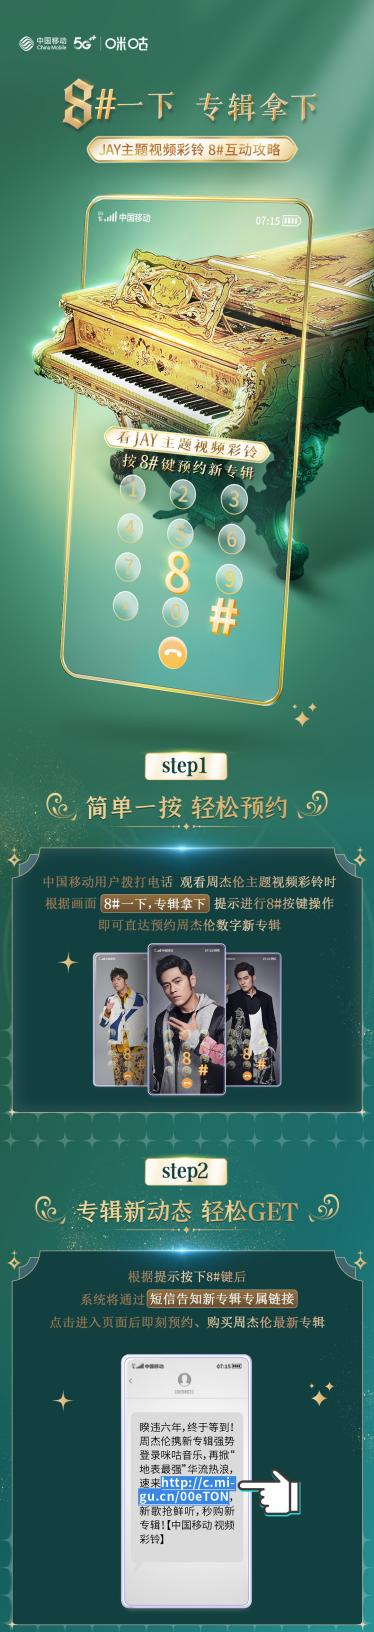 中国移动 China Mobile 5G++ 咪咕
8#一下 专辑拿下
JAY主题视频彩铃 8#互动攻略
中国移动 07:15
看JAY主题视频彩铃
按8#键预约新专辑
1 2 3
4 5 6
7 8 9
* 0 #
step1
简单一按 轻松预约
中国移动用户拨打电话 观看周杰伦主题视频彩铃时
根据画面 8#一下，专辑拿下 提示进行8#按键操作
即可直达预约周杰伦数字新专辑
8 # 8 # 8 #
step2
专辑新动态 轻松GET
根据提示按下8#键后
系统将通过 短信告知新专辑专属链接
点击进入页面后即刻预约、购买周杰伦最新专辑
中国移动 07:15
睽违六年，终于等到！
周杰伦携新专辑强势
登录咪咕音乐，再掀“
地表最强”华流热浪，
速来http://c.mi-
gu.cn/00eTON，
新歌抢鲜听，秒购新
专辑！【中国移动 视频
彩铃】